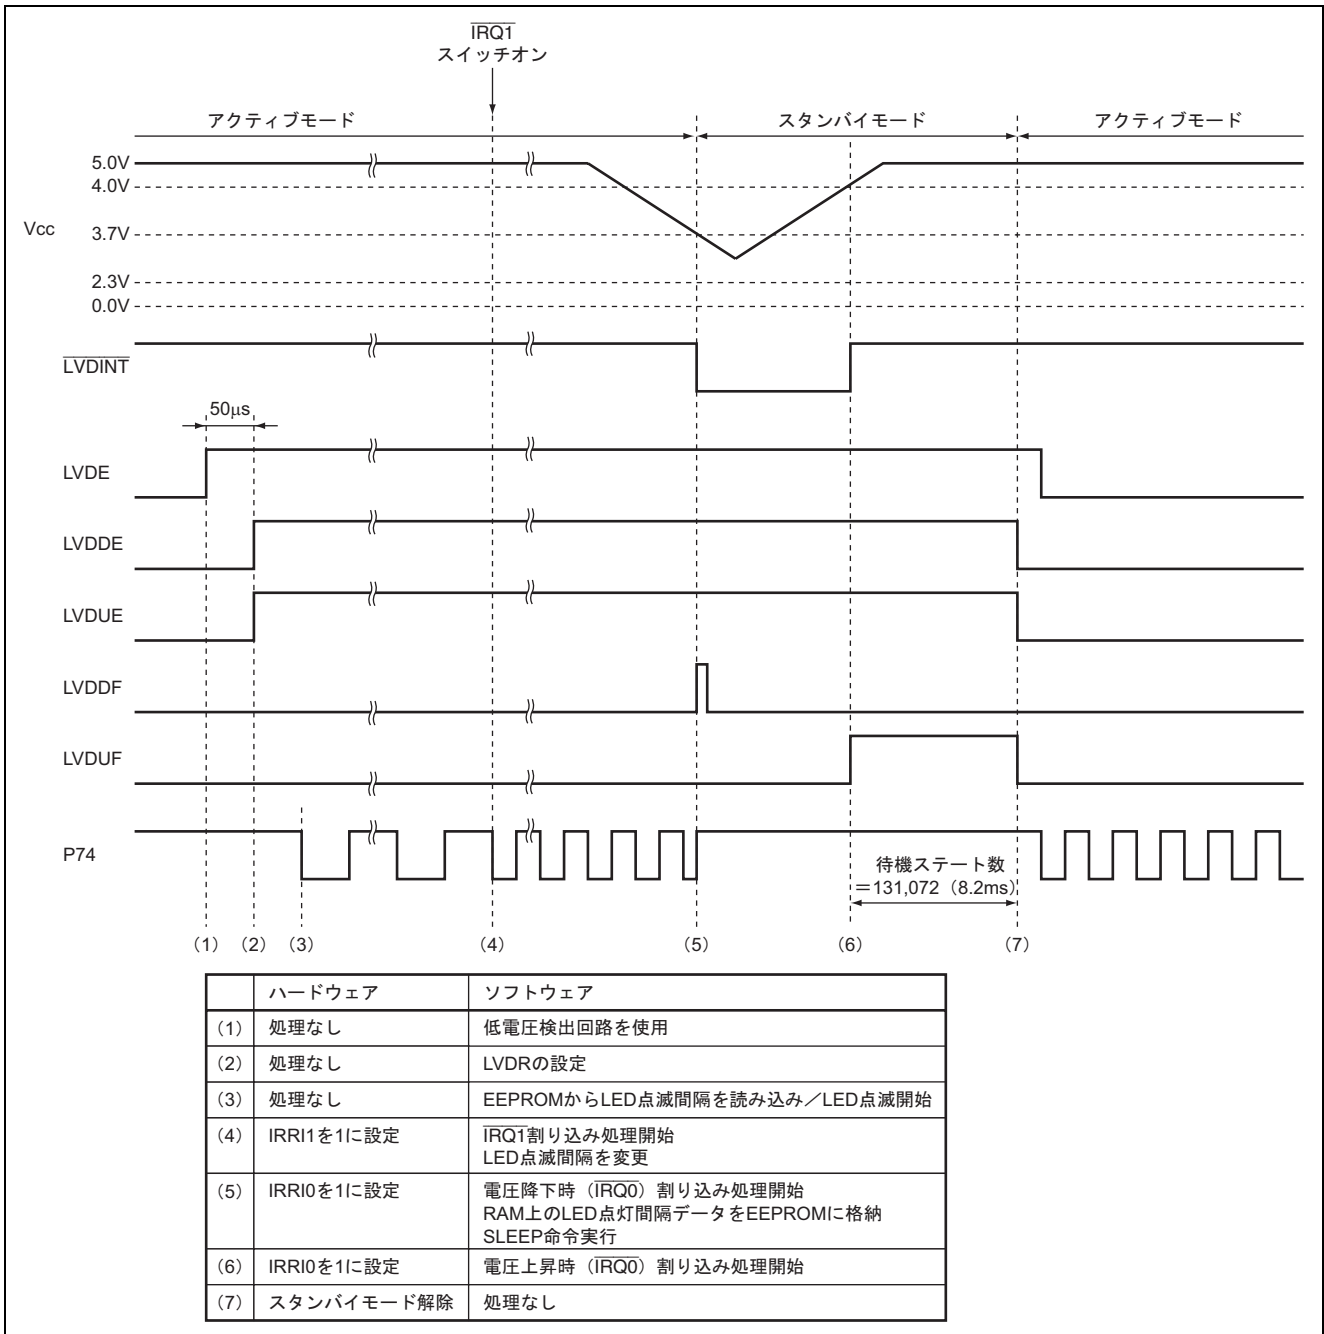 IRQ1
スイッチオン
アクティブモード スタンバイモード アクティブモード
5.0V
4.0V
Vcc 3.7V
2.3V
0.0V
LVDINT
50μs
LVDE
LVDDE
LVDUE
LVDDF
LVDUF
P74
待機ステート数
＝131,072（8.2ms）
（1） （2） （3） （4） （5） （6） （7）
ハードウェア ソフトウェア
（1） 処理なし 低電圧検出回路を使用
（2） 処理なし LVDRの設定
（3） 処理なし EEPROMからLED点滅間隔を読み込み／LED点滅開始
（4） IRRI1を1に設定 IRQ1割り込み処理開始
LED点滅間隔を変更
（5） IRRI0を1に設定 電圧降下時（IRQ0）割り込み処理開始
RAM上のLED点灯間隔データをEEPROMに格納
SLEEP命令実行
（6） IRRI0を1に設定 電圧上昇時（IRQ0）割り込み処理開始
（7） スタンバイモード解除 処理なし